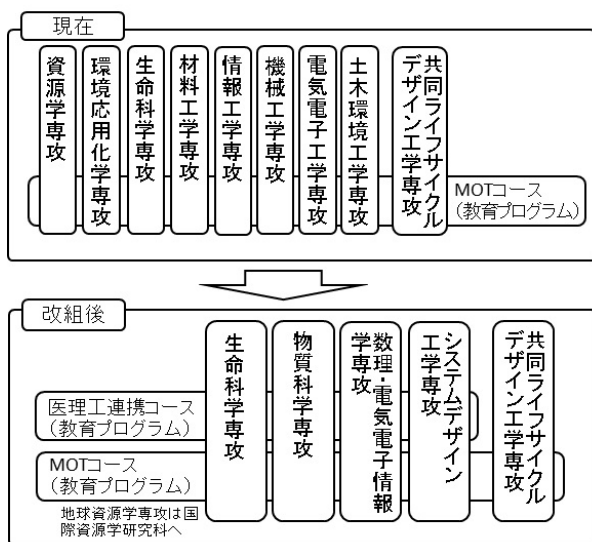 現在
資源学専攻
環境応用化学専攻
生命科学専攻
材料工学専攻
情報工学専攻
機械工学専攻
電気電子工学専攻
土木環境工学専攻
共同ライフサイクル
デザイン工学専攻
MOTコース
(教育プログラム)
改組後
生命科学専攻
物質科学専攻
数理・電気電子情報
学専攻
システムデザイン
工学専攻
共同ライフサイクル
デザイン工学専攻
医理工連携コース
(教育プログラム)
MOTコース
(教育プログラム)
地球資源学専攻は国
際資源学研究科へ